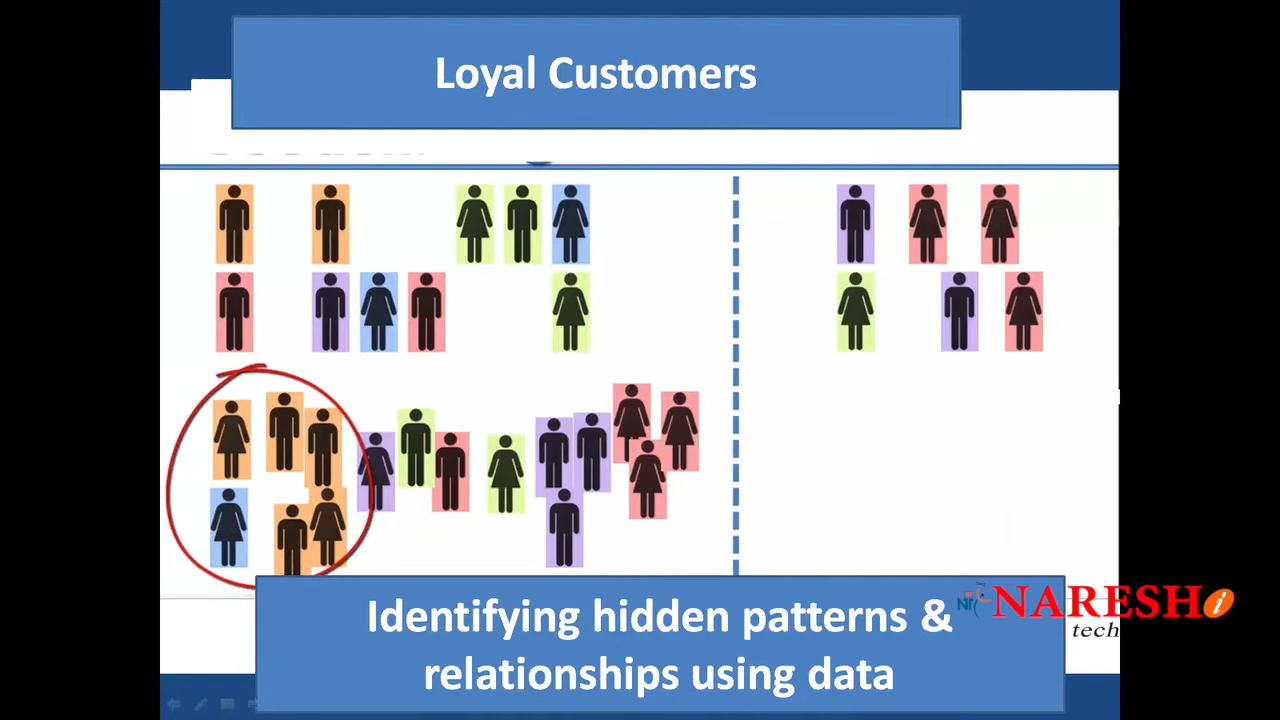 Loyal Customers
Identifying hidden patterns &
relationships using data
NARESH i
tech